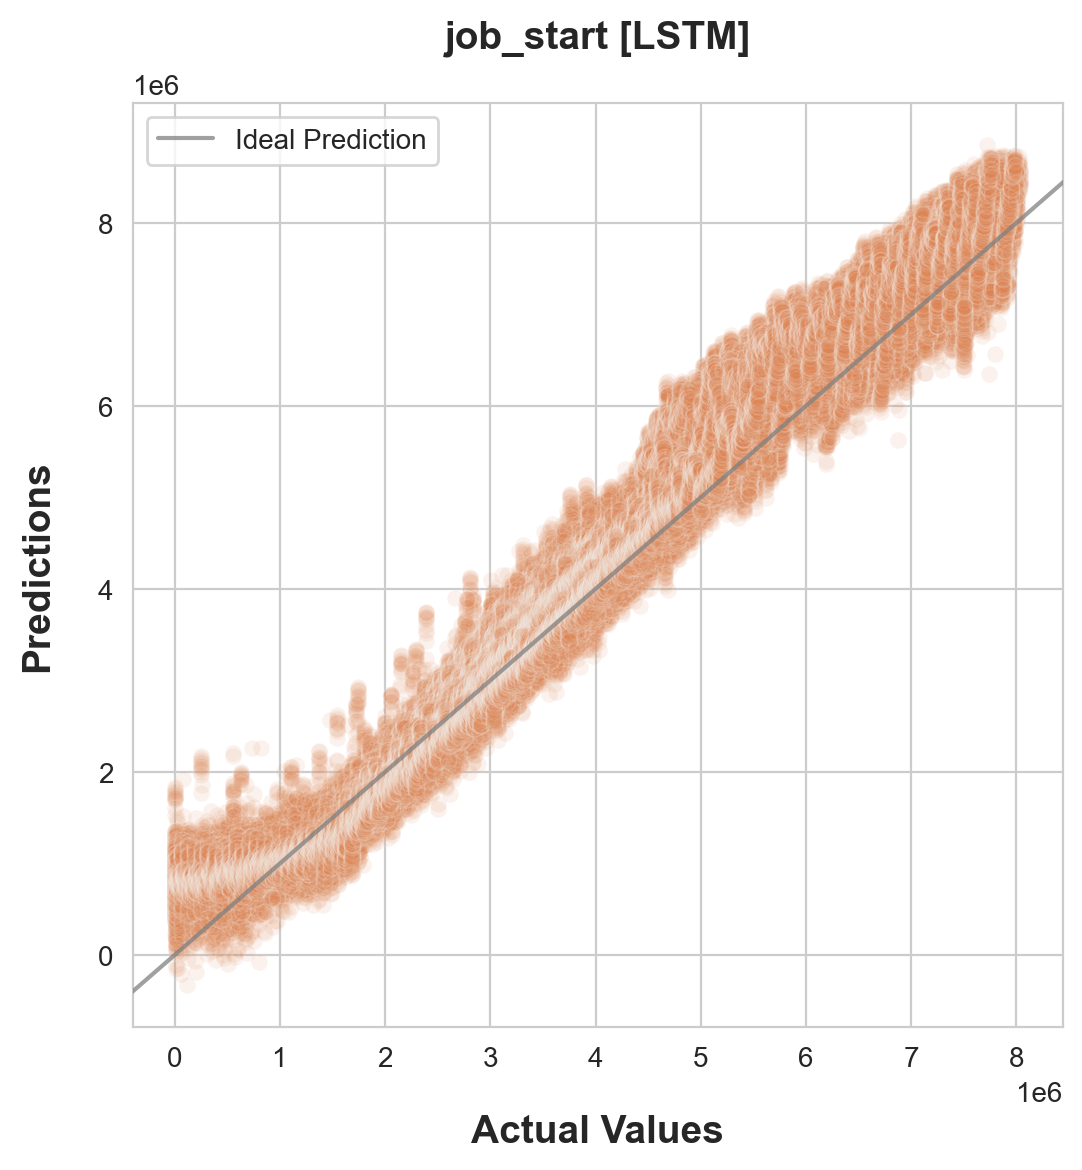 job_start [LSTM]
1e6
Ideal Prediction
8
6
4
2
0
Predictions
0 1 2 3 4 5 6 7 8
1e6
Actual Values